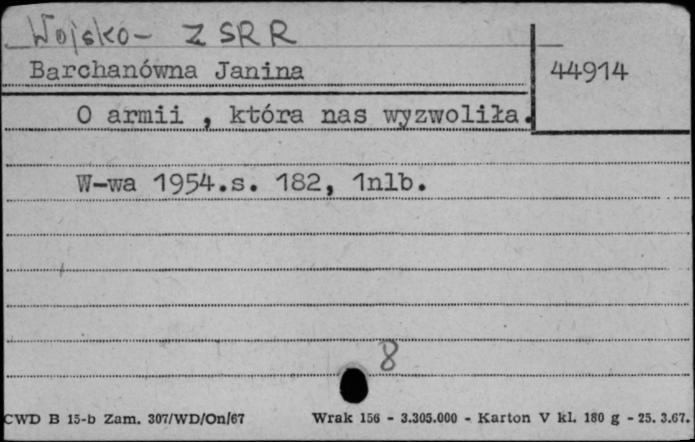 Wojsko - ZSRR
Barchanówna Janina
44914
O armii , która nas wyzwoliła.
W-wa 1954.s. 182, 1nlb.
8
CWD B 15-b Zam. 307/WD/On/67 Wrak 156 - 3.305.000 - Karton V kl. 180 g - 25. 3.67.